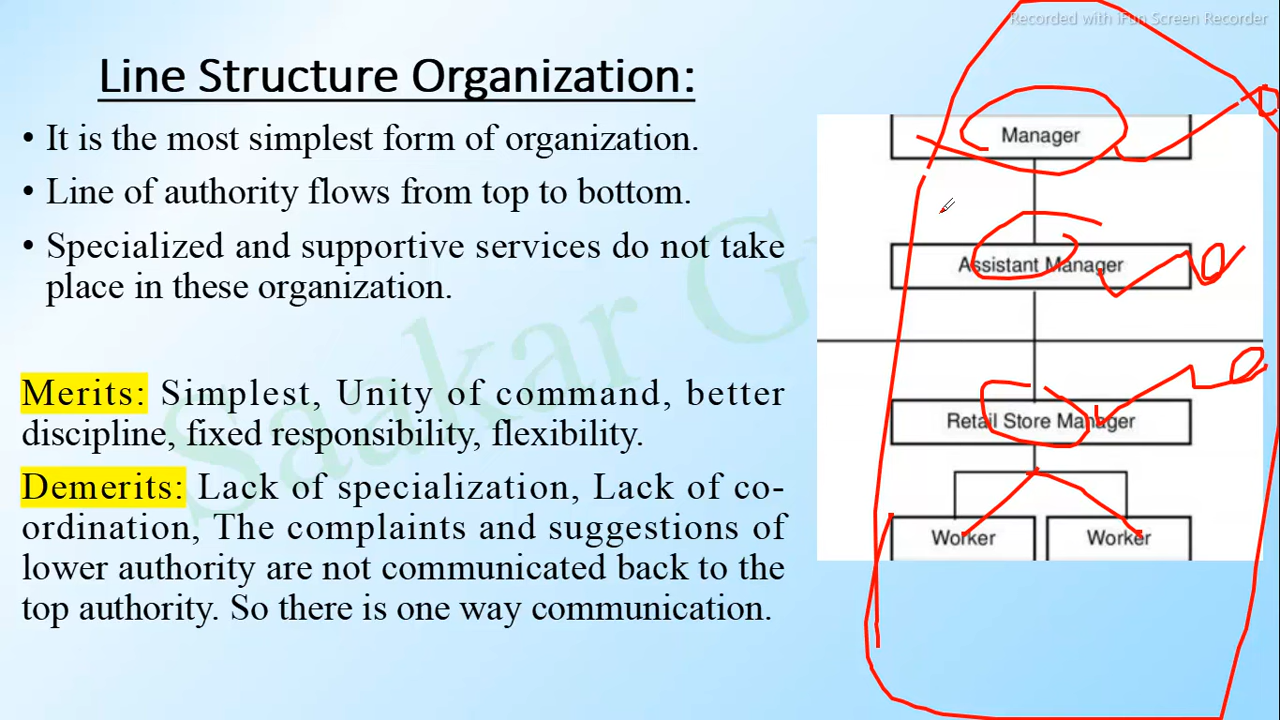 Recorded with iFun Screen Recorder
Line Structure Organization:
• It is the most simplest form of organization.
• Line of authority flows from top to bottom.
• Specialized and supportive services do not take
place in these organization.
Merits: Simplest, Unity of command, better
discipline, fixed responsibility, flexibility.
Demerits: Lack of specialization, Lack of co-
ordination, The complaints and suggestions of
lower authority are not communicated back to the
top authority. So there is one way communication.
Manager
Assistant Manager
Retail Store Manager
Worker Worker
Saakar G